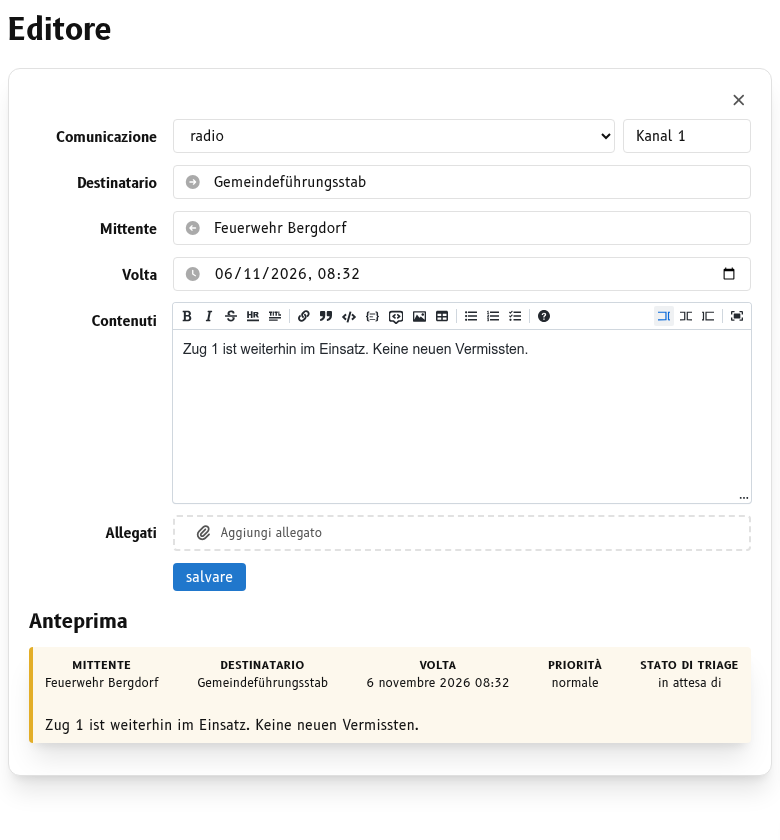 Editore
Comunicazione radio Kanal 1
Destinatario Gemeindeführungsstab
Mittente Feuerwehr Bergdorf
Volta 06/11/2026, 08:32
Contenuti B I S HR TITL
Zug 1 ist weiterhin im Einsatz. Keine neuen Vermissten.
Allegati Aggiungi allegato
salvare
Anteprima
MITTENTE DESTINATARIO VOLTA PRIORITÀ STATO DI TRIAGE
Feuerwehr Bergdorf Gemeindeführungsstab 6 novembre 2026 08:32 normale in attesa di
Zug 1 ist weiterhin im Einsatz. Keine neuen Vermissten.